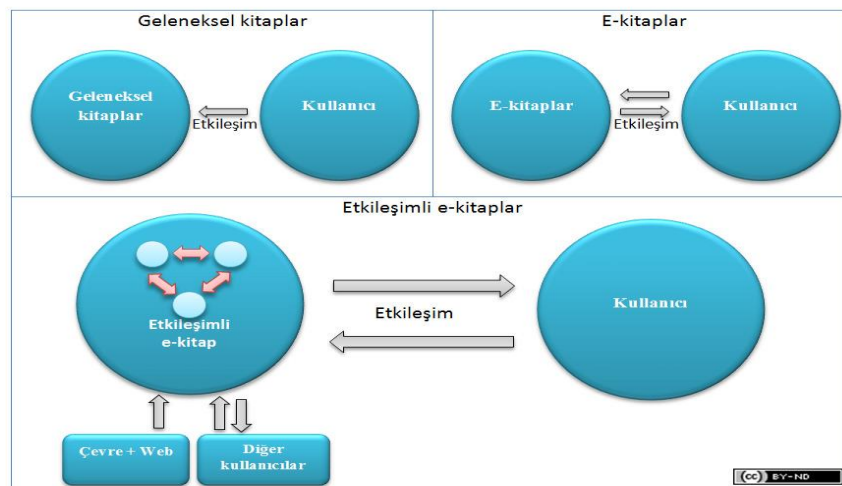 Geleneksel kitaplar
Geleneksel
kitaplar
Etkileşim
Kullanıcı
E-kitaplar
E-kitaplar
Etkileşim
Kullanıcı
Etkileşimli e-kitaplar
Etkileşimli
e-kitap
Etkileşim
Kullanıcı
Çevre + Web
Diğer
kullanıcılar
cc BY-ND